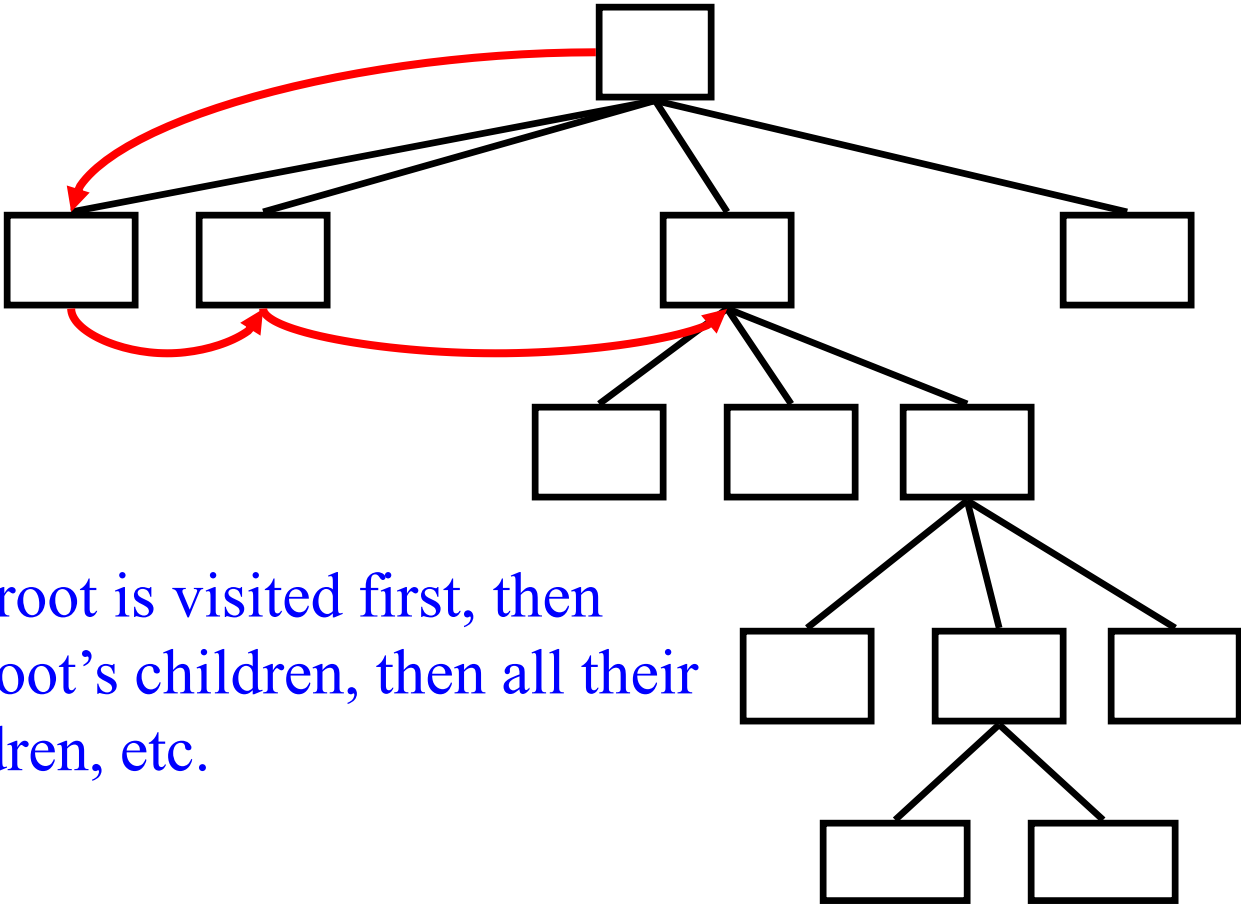 root is visited first, then
oot’s children, then all their
dren, etc.